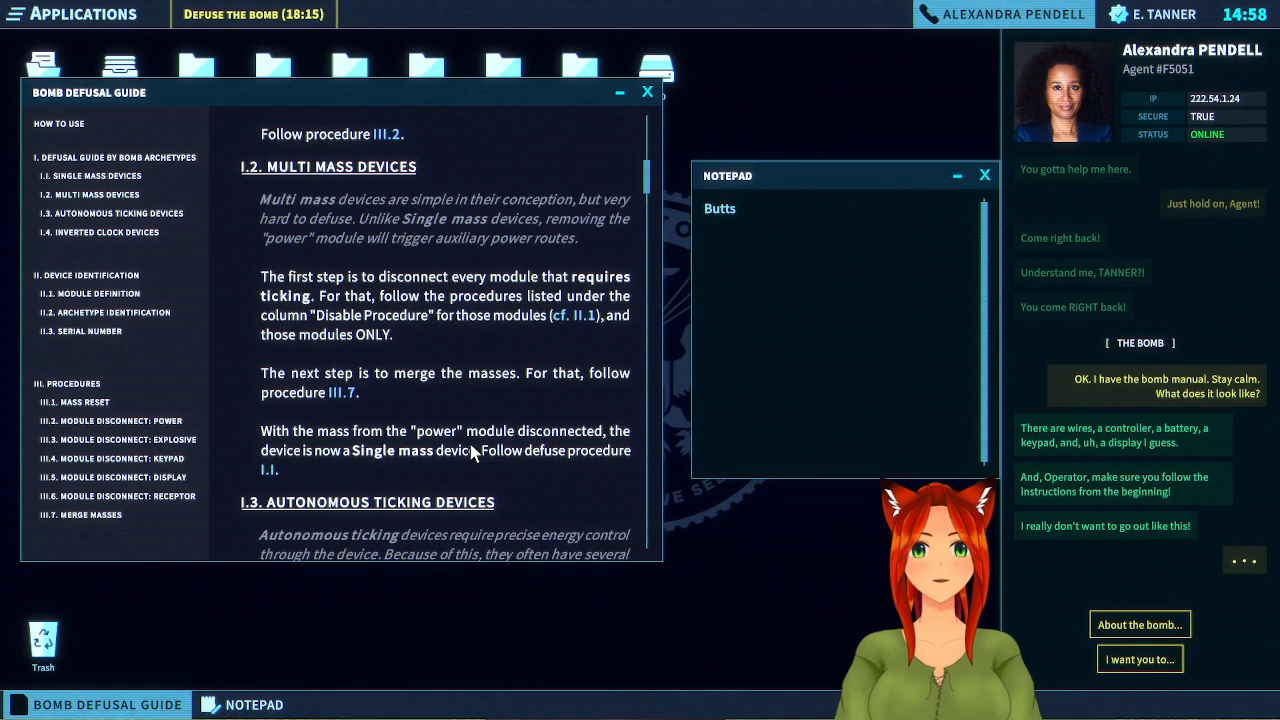 APPLICATIONS
DEFUSE THE BOMB (18:15)
ALEXANDRA PENDELL
E. TANNER
14:58
BOMB DEFUSAL GUIDE
HOW TO USE
I. DEFUSAL GUIDE BY BOMB ARCHETYPES
I.I. SINGLE MASS DEVICES
I.2. MULTI MASS DEVICES
I.3. AUTONOMOUS TICKING DEVICES
I.4. INVERTED CLOCK DEVICES
II. DEVICE IDENTIFICATION
II.1. MODULE DEFINITION
II.2. ARCHETYPE IDENTIFICATION
II.3. SERIAL NUMBER
III. PROCEDURES
III.1. MASS RESET
III.2. MODULE DISCONNECT: POWER
III.3. MODULE DISCONNECT: EXPLOSIVE
III.4. MODULE DISCONNECT: KEYPAD
III.5. MODULE DISCONNECT: DISPLAY
III.6. MODULE DISCONNECT: RECEPTOR
III.7. MERGE MASSES
Follow procedure III.2.
I.2. MULTI MASS DEVICES
Multi mass devices are simple in their conception, but very
hard to defuse. Unlike Single mass devices, removing the
"power" module will trigger auxiliary power routes.
The first step is to disconnect every module that requires
ticking. For that, follow the procedures listed under the
column "Disable Procedure" for those modules (cf. II.1), and
those modules ONLY.
The next step is to merge the masses. For that, follow
procedure III.7.
With the mass from the "power" module disconnected, the
device is now a Single mass device. Follow defuse procedure
I.I.
I.3. AUTONOMOUS TICKING DEVICES
Autonomous ticking devices require precise energy control
through the device. Because of this, they often have several
NOTEPAD
Butts
Alexandra PENDELL
Agent #F5051
IP 222.54.1.24
SECURE TRUE
STATUS ONLINE
You gotta help me here.
Just hold on, Agent!
Come right back!
Understand me, TANNER?!
You come RIGHT back!
[ THE BOMB ]
OK. I have the bomb manual. Stay calm.
What does it look like?
There are wires, a controller, a battery, a
keypad, and, uh, a display I guess.
And, Operator, make sure you follow the
instructions from the beginning!
I really don't want to go out like this!
...
About the bomb...
I want you to...
Trash
BOMB DEFUSAL GUIDE
NOTEPAD